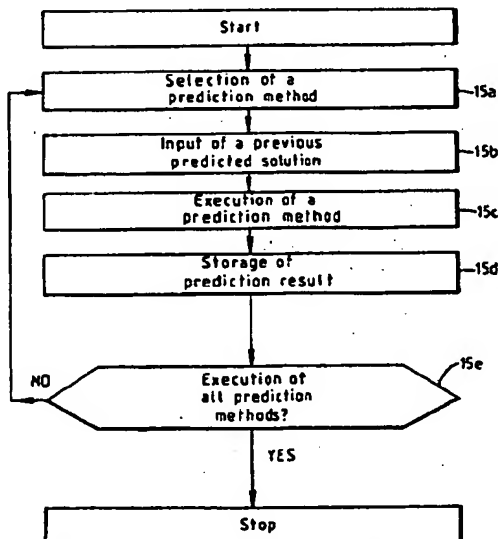 Start
Selection of a
prediction method
15a
Input of a previous
predicted solution
15b
Execution of a
prediction method
15c
Storage of
prediction result
15d
15e
NO
Execution of
all prediction
methods?
YES
Stop